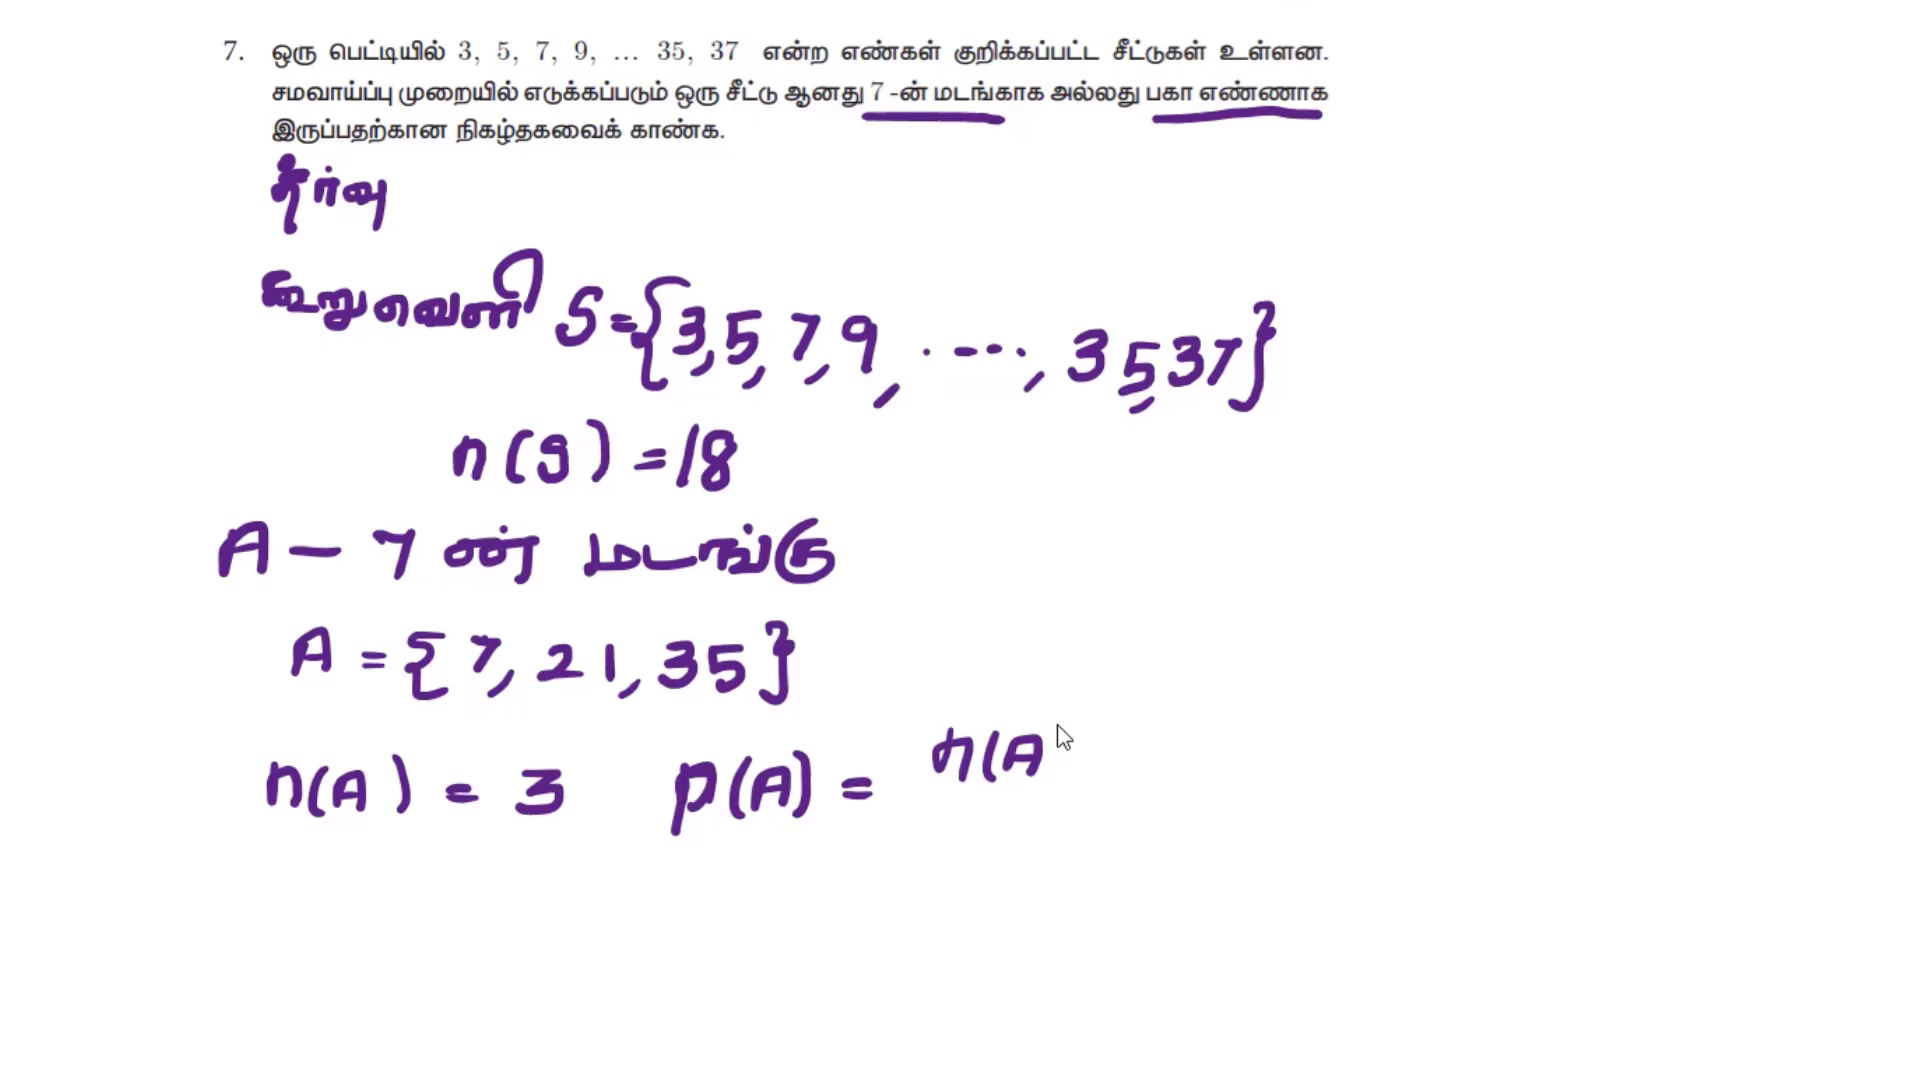 7. ஒரு பெட்டியில் 3, 5, 7, 9, ... 35, 37 என்ற எண்கள் குறிக்கப்பட்ட சீட்டுகள் உள்ளன.
சமவாய்ப்பு முறையில் எடுக்கப்படும் ஒரு சீட்டு ஆனது 7 -ன் மடங்காக அல்லது பகா எண்ணாக
இருப்பதற்கான நிகழ்தகவைக் காண்க.
தீர்வு
கூறுவெளி S={3,5,7,9, ....., 35,37}
n(S) =18
A — 7 ன் மடங்கு
A = {7, 21, 35}
n(A) = 3 P(A) = n(A